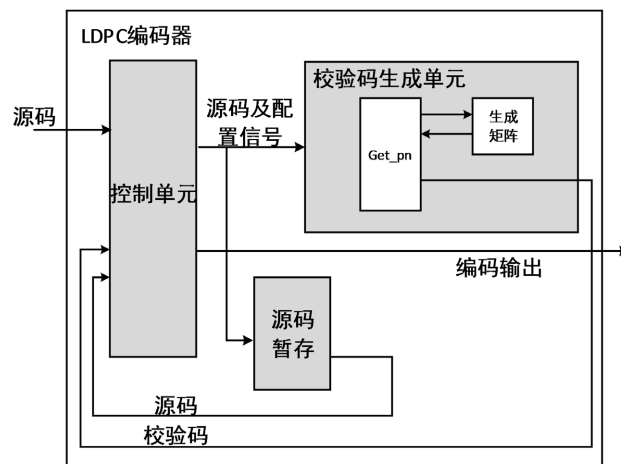 LDPC编码器
校验码生成单元
源码及配
置信号
源码
生成
矩阵
Get_pn
控制单元
编码输出
源码
暂存
源码
校验码